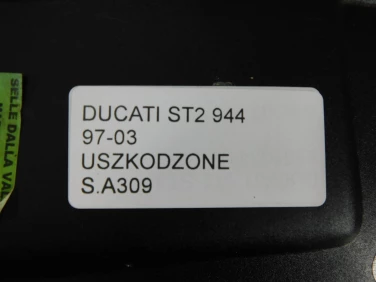 DUCATI ST2 944
97-03
USZKODZONE
S.A309
SELLE DALLA VAL